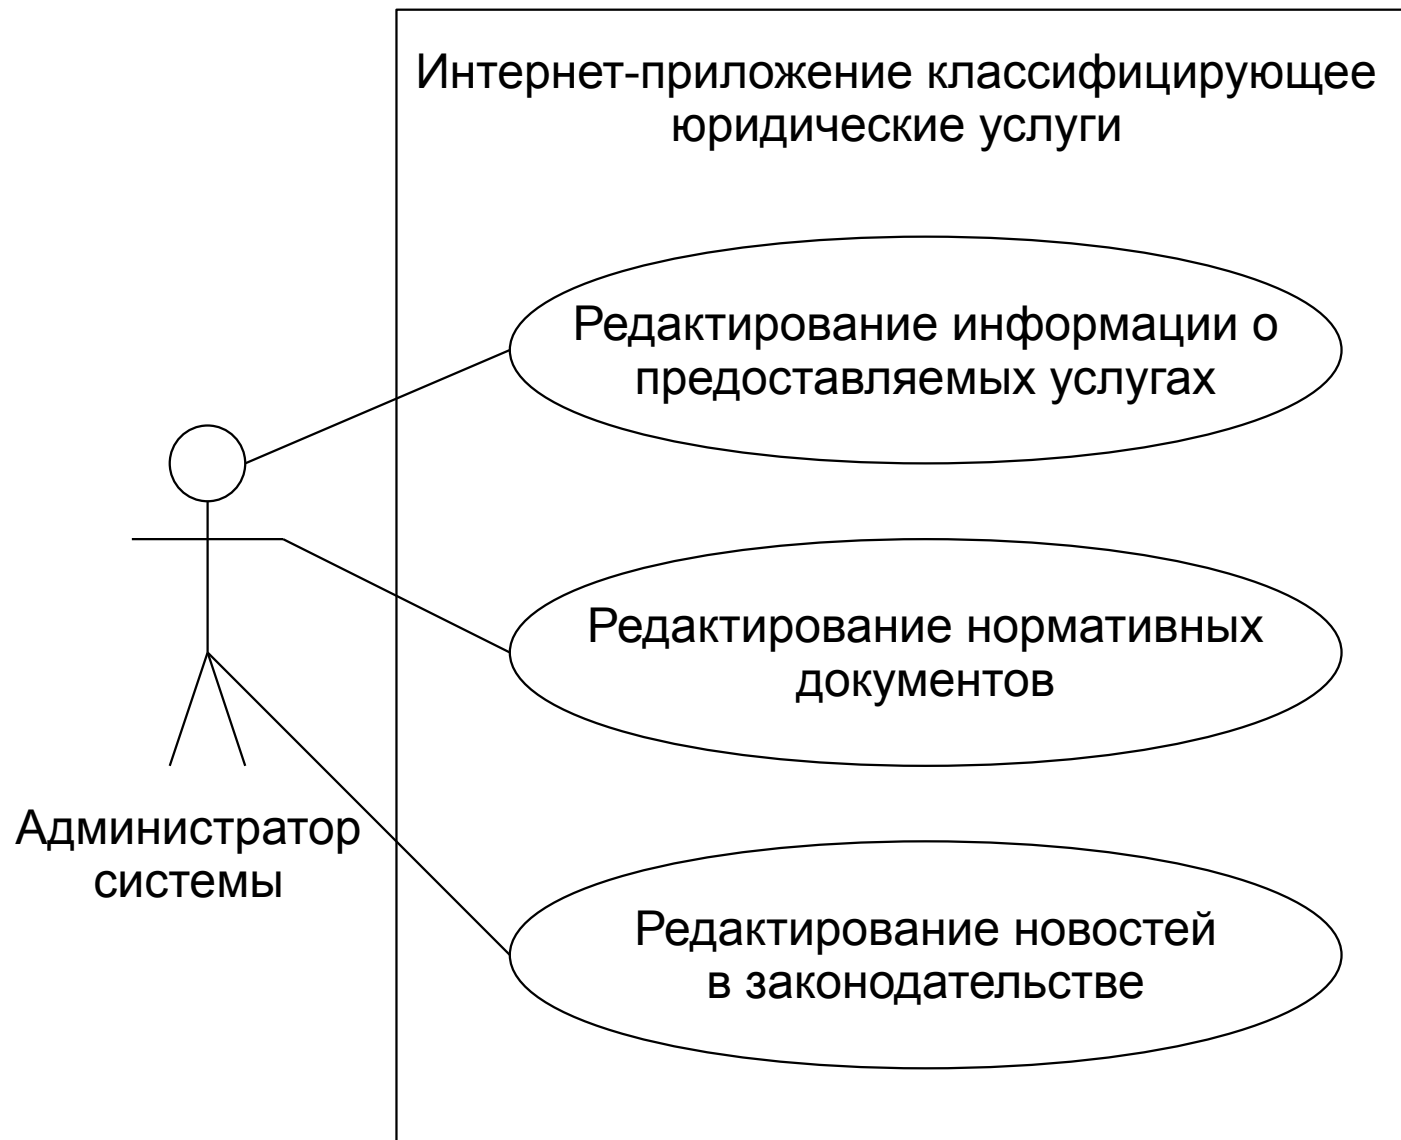 Интернет-приложение классифицирующее
юридические услуги
Редактирование информации о
предоставляемых услугах
Редактирование нормативных
документов
Администратор
системы
Редактирование новостей
в законодательстве